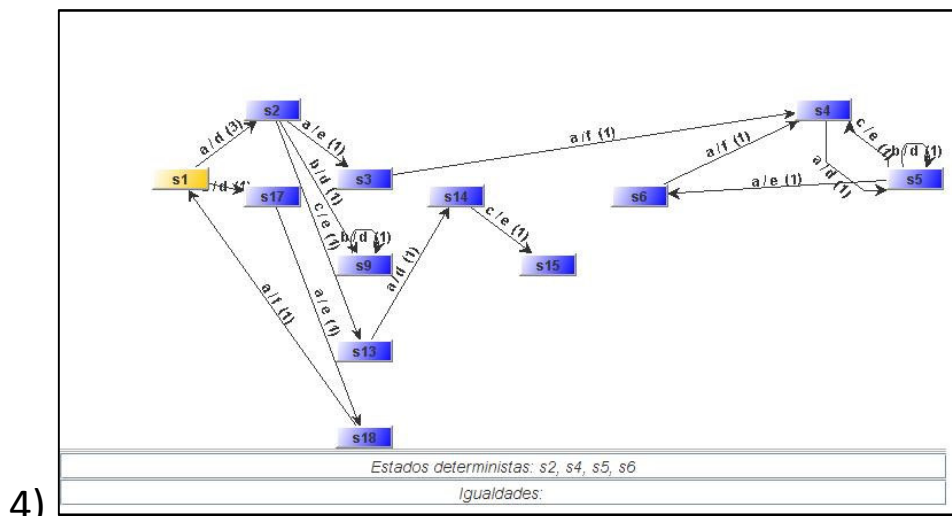 s2
s4
a/d (3)
a/e (1)
a/f (1)
a/f (1)
c/e
b/d (1)
s1
b/d (1)
s3
a/d (1)
s5
s17
s14
a/e (1)
s6
c/e (1)
c/e (1)
b/d (1)
s9
s15
a/d (1)
a/f (1)
a/e (1)
s13
s18
Estados deterministas: s2, s4, s5, s6
Igualdades:
4)